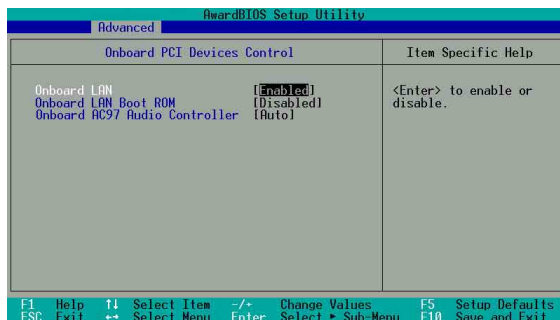 AwardBIOS Setup Utility
Advanced
Onboard PCI Devices Control
Item Specific Help
Onboard LAN [Enabled]
Onboard LAN Boot ROM [Disabled]
Onboard AC97 Audio Controller [Auto]
<Enter> to enable or
disable.
F1 Help ↑↓ Select Item -/+ Change Values F5 Setup Defaults
ESC Exit ←→ Select Menu Enter Select ► Sub-Menu F10 Save and Exit